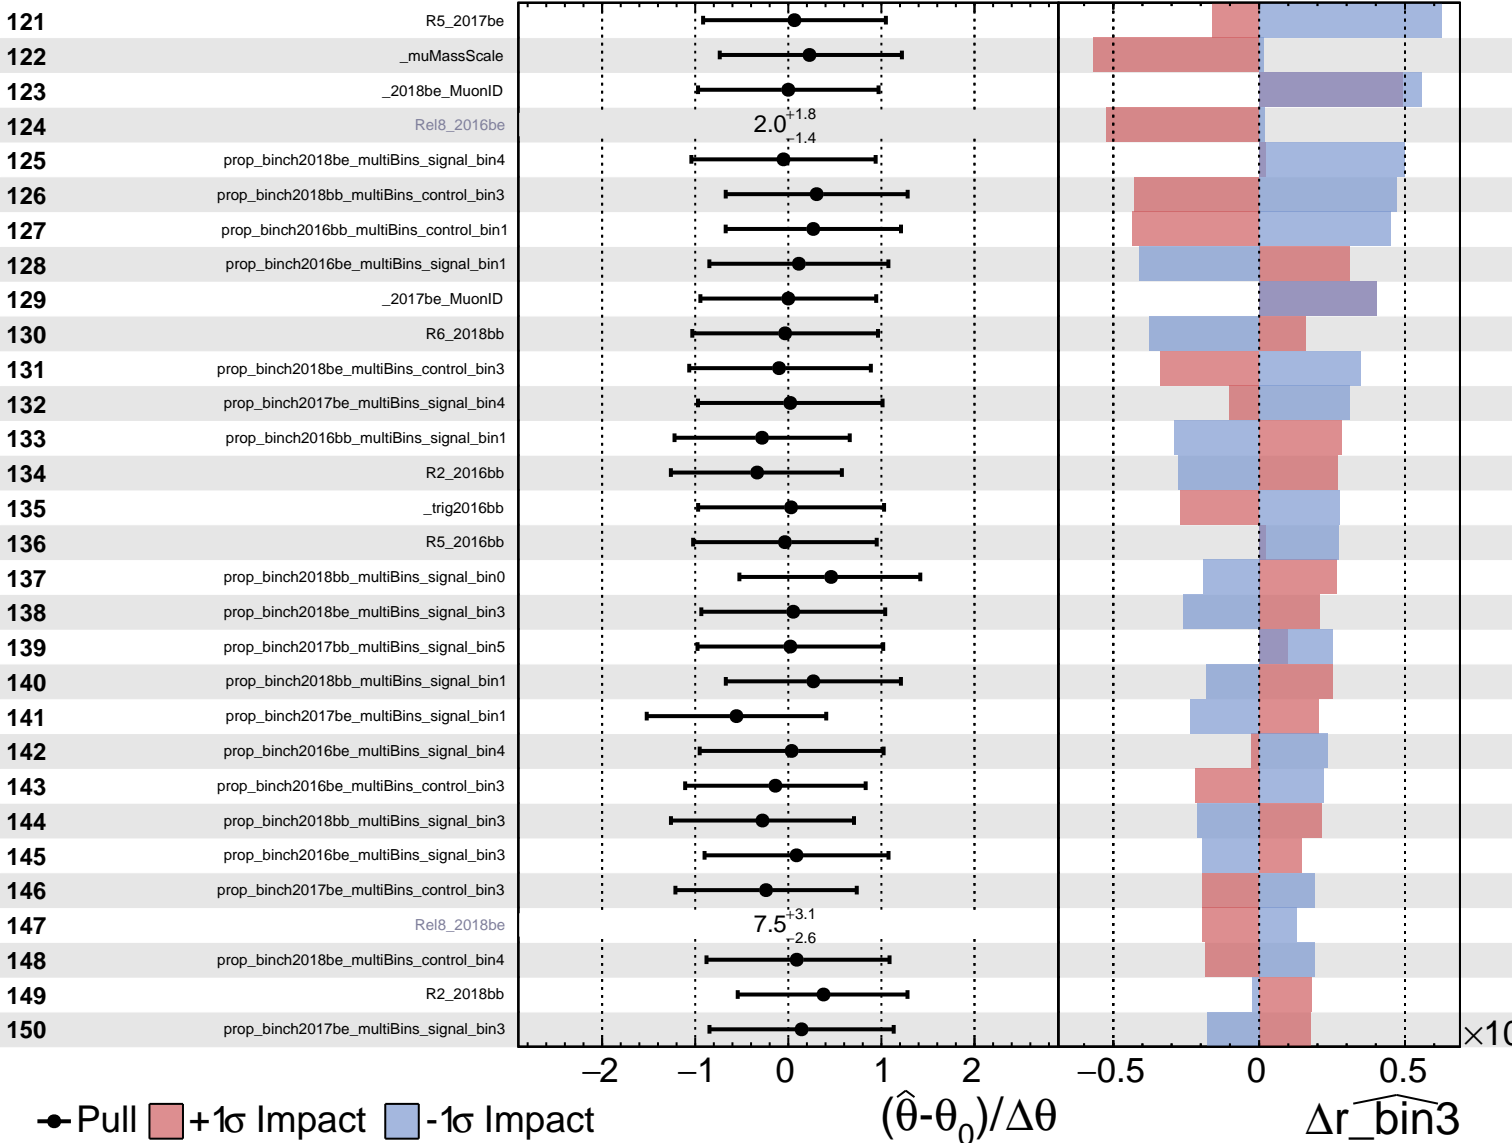 121 R5_2017be
122 _muMassScale
123 _2018be_MuonID
124 Rel8_2016be 2.0 +1.8 −1.4
125 prop_binch2018be_multiBins_signal_bin4
126 prop_binch2018bb_multiBins_control_bin3
127 prop_binch2016bb_multiBins_control_bin1
128 prop_binch2016be_multiBins_signal_bin1
129 _2017be_MuonID
130 R6_2018bb
131 prop_binch2018be_multiBins_control_bin3
132 prop_binch2017be_multiBins_signal_bin4
133 prop_binch2016bb_multiBins_signal_bin1
134 R2_2016bb
135 _trig2016bb
136 R5_2016bb
137 prop_binch2018bb_multiBins_signal_bin0
138 prop_binch2018be_multiBins_signal_bin3
139 prop_binch2017bb_multiBins_signal_bin5
140 prop_binch2018bb_multiBins_signal_bin1
141 prop_binch2017be_multiBins_signal_bin1
142 prop_binch2016be_multiBins_signal_bin4
143 prop_binch2016be_multiBins_control_bin3
144 prop_binch2018bb_multiBins_signal_bin3
145 prop_binch2016be_multiBins_signal_bin3
146 prop_binch2017be_multiBins_control_bin3
147 Rel8_2018be 7.5 +3.1 −2.6
148 prop_binch2018be_multiBins_control_bin4
149 R2_2018bb
150 prop_binch2017be_multiBins_signal_bin3
×10
−2 −1 0 1 2 −0.5 0 0.5
Pull +1σ Impact -1σ Impact (θ̂-θ₀)/Δθ Δr_bin3